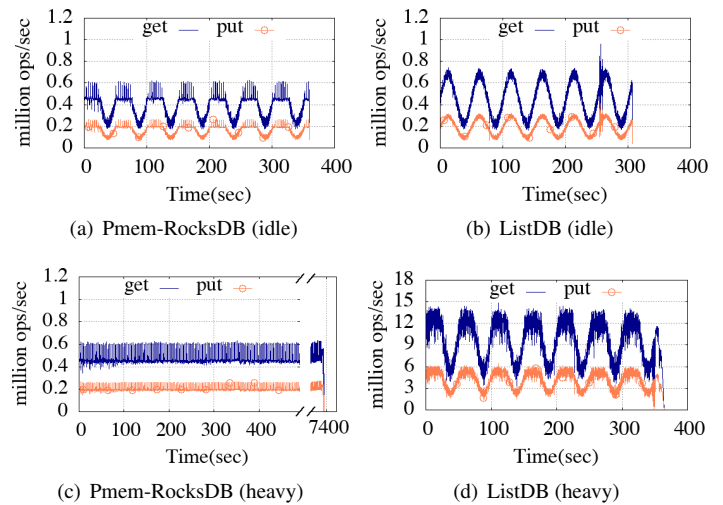 1.2
1
0.8
0.6
0.4
0.2
0
million ops/sec
get put
0 100 200 300 400
Time(sec)
(a) Pmem-RocksDB (idle)
1.2
1
0.8
0.6
0.4
0.2
0
million ops/sec
get put
0 100 200 300 400
Time(sec)
(b) ListDB (idle)
1.2
1
0.8
0.6
0.4
0.2
0
million ops/sec
get put
0 100 200 300 400 7400
Time(sec)
(c) Pmem-RocksDB (heavy)
18
15
12
9
6
3
0
million ops/sec
get put
0 100 200 300 400
Time(sec)
(d) ListDB (heavy)